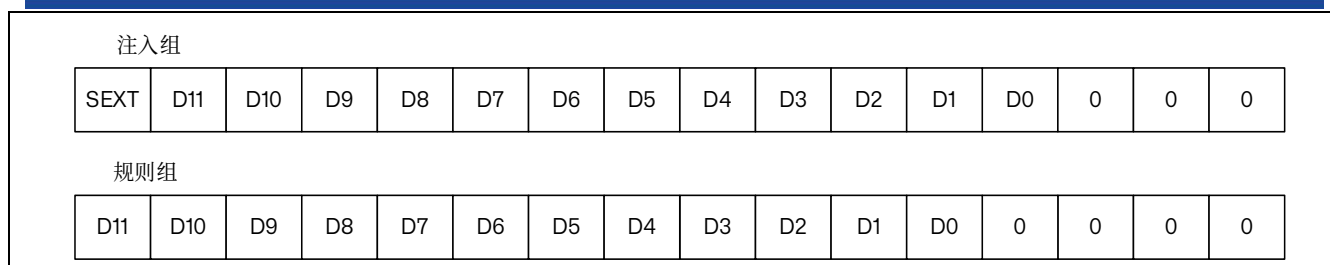 注入组
SEXT D11 D10 D9 D8 D7 D6 D5 D4 D3 D2 D1 D0 0 0 0
规则组
D11 D10 D9 D8 D7 D6 D5 D4 D3 D2 D1 D0 0 0 0 0